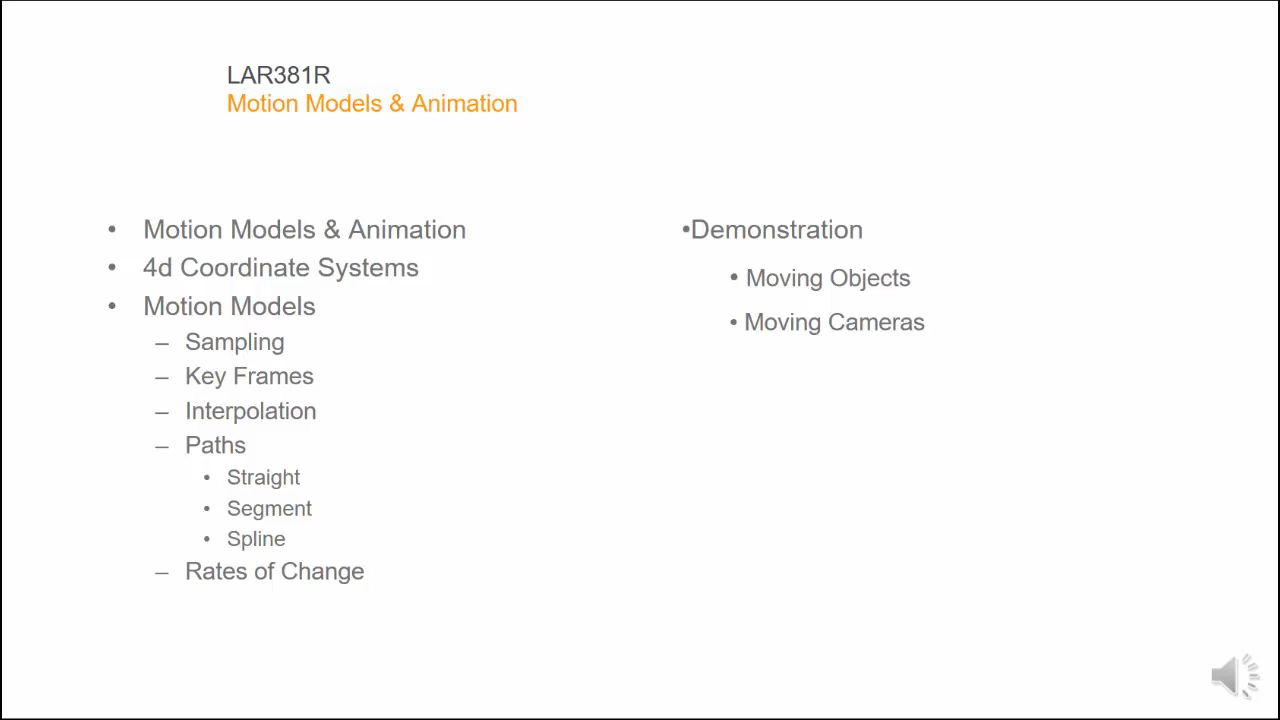 LAR381R
Motion Models & Animation
• Motion Models & Animation
• 4d Coordinate Systems
• Motion Models
– Sampling
– Key Frames
– Interpolation
– Paths
• Straight
• Segment
• Spline
– Rates of Change
•Demonstration
• Moving Objects
• Moving Cameras